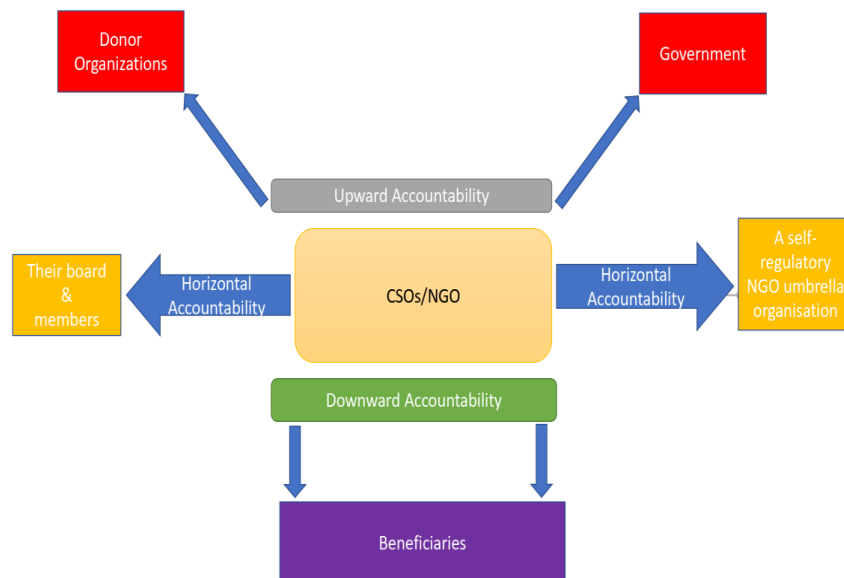 Donor
Organizations
Government
Upward Accountability
Their board
&
members
Horizontal
Accountability
CSOs/NGO
Horizontal
Accountability
A self-
regulatory
NGO umbrella
organisation
Downward Accountability
Beneficiaries